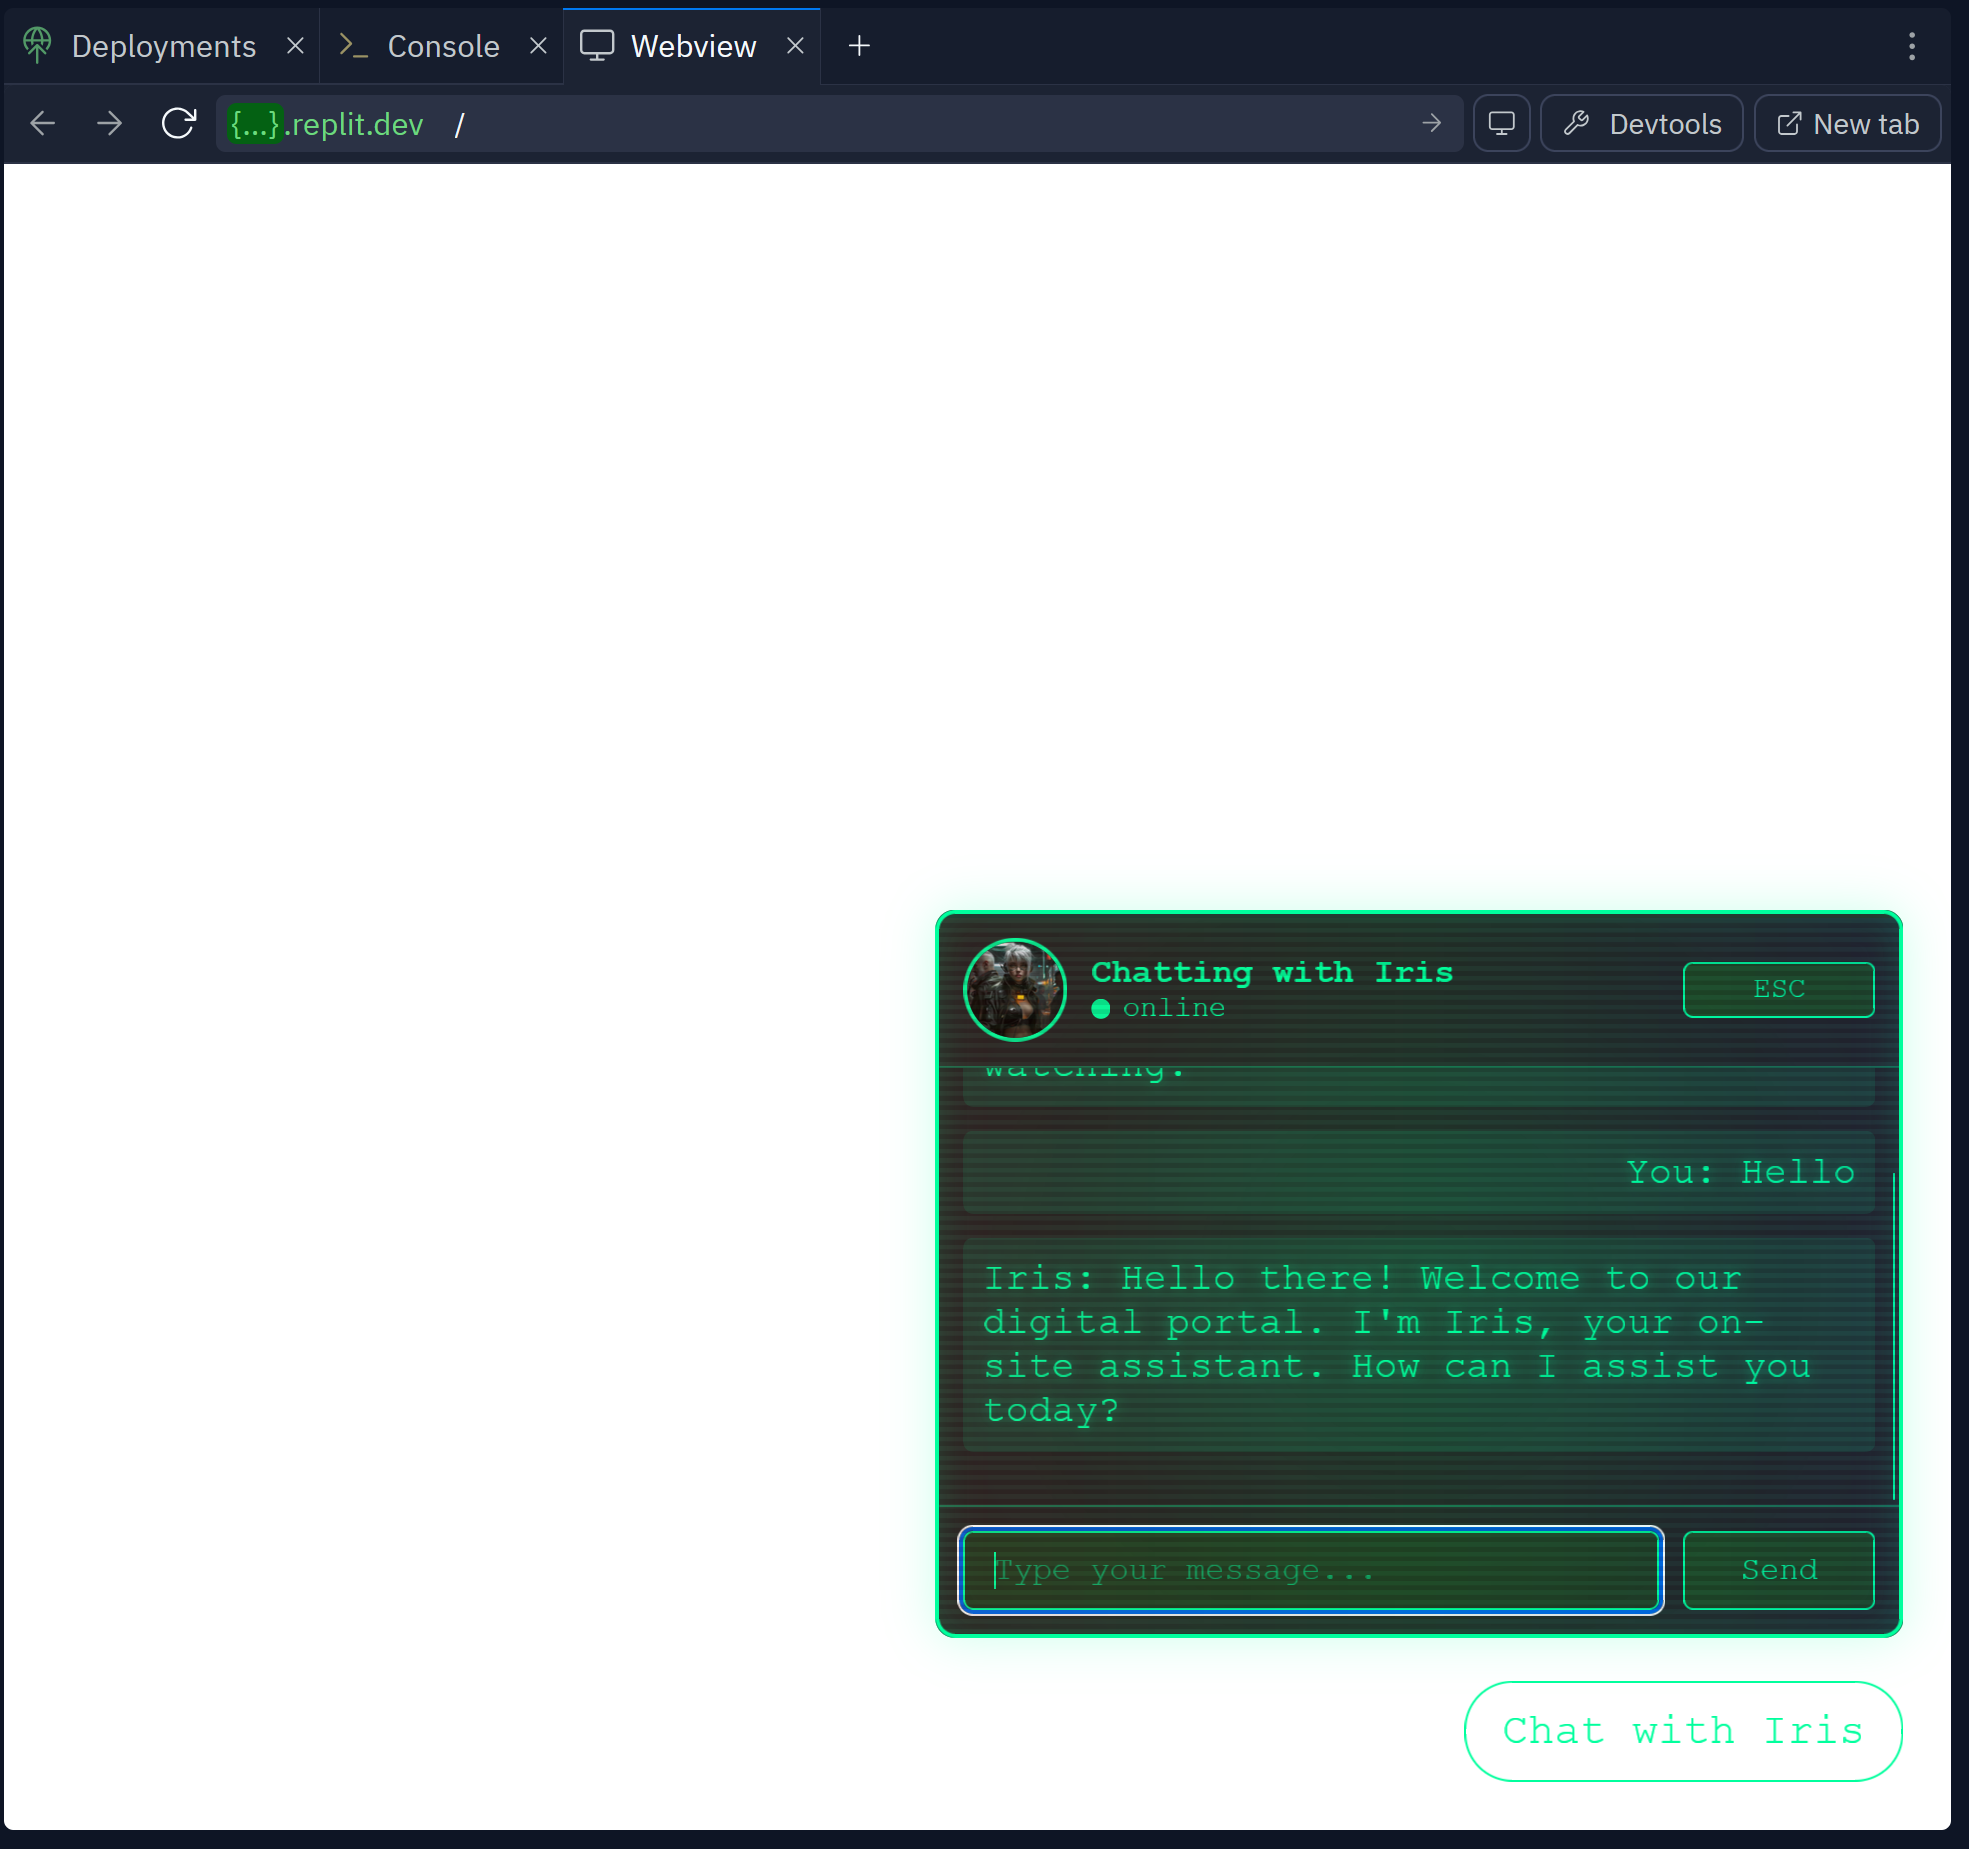 Deployments
Console
Webview
{...}.replit.dev /
Devtools
New tab
Chatting with Iris
online
ESC
watching.
You: Hello
Iris: Hello there! Welcome to our
digital portal. I'm Iris, your on-
site assistant. How can I assist you
today?
Type your message...
Send
Chat with Iris